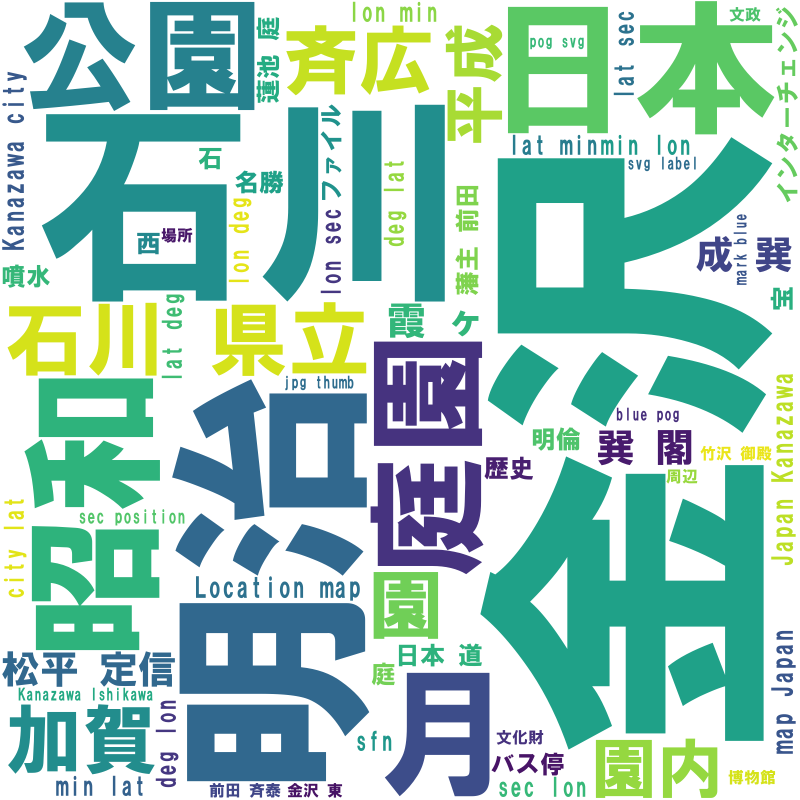 公園
lon min
斉広
蓮池 庭
平成
日本
pog svg
lat sec
文政
インターチェンジ
Kanazawa city
石川
石
名勝
lon sec
ファイル
deg lat
lon deg
lat min
min lon
svg label
金沢
西
場所
噴水
藩主 前田
成 巽
mark blue
宝
石川 県立
lat deg
霞 ヶ
昭和
jpg thumb
庭園
明治
blue pog
明倫
巽 閣
歴史
竹沢 御殿
周辺
Japan Kanazawa
city lat
sec position
Location map
園
日本 道
庭
松平 定信
Kanazawa Ishikawa
加賀
deg lon
min lat
月
sfn
文化財
バス停
sec lon
園内
map Japan
博物館
前田 斉泰
金沢 東